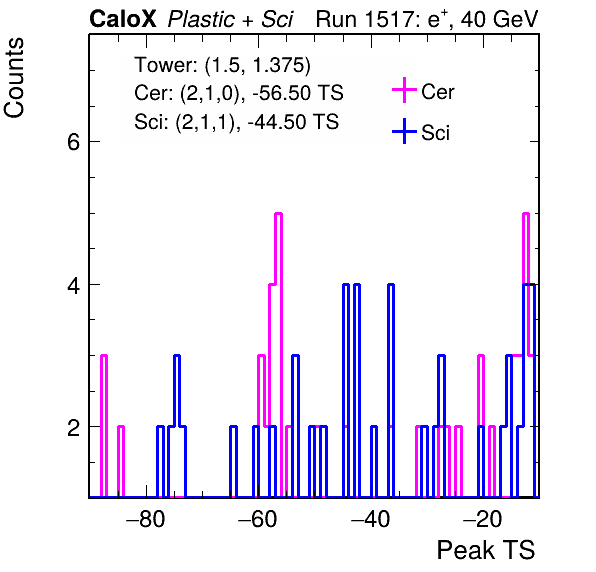 CaloX Plastic + Sci Run 1517: e+, 40 GeV
Counts
Tower: (1.5, 1.375)
Cer: (2,1,0), -56.50 TS
Sci: (2,1,1), -44.50 TS
Cer
Sci
6
4
2
−80 −60 −40 −20
Peak TS